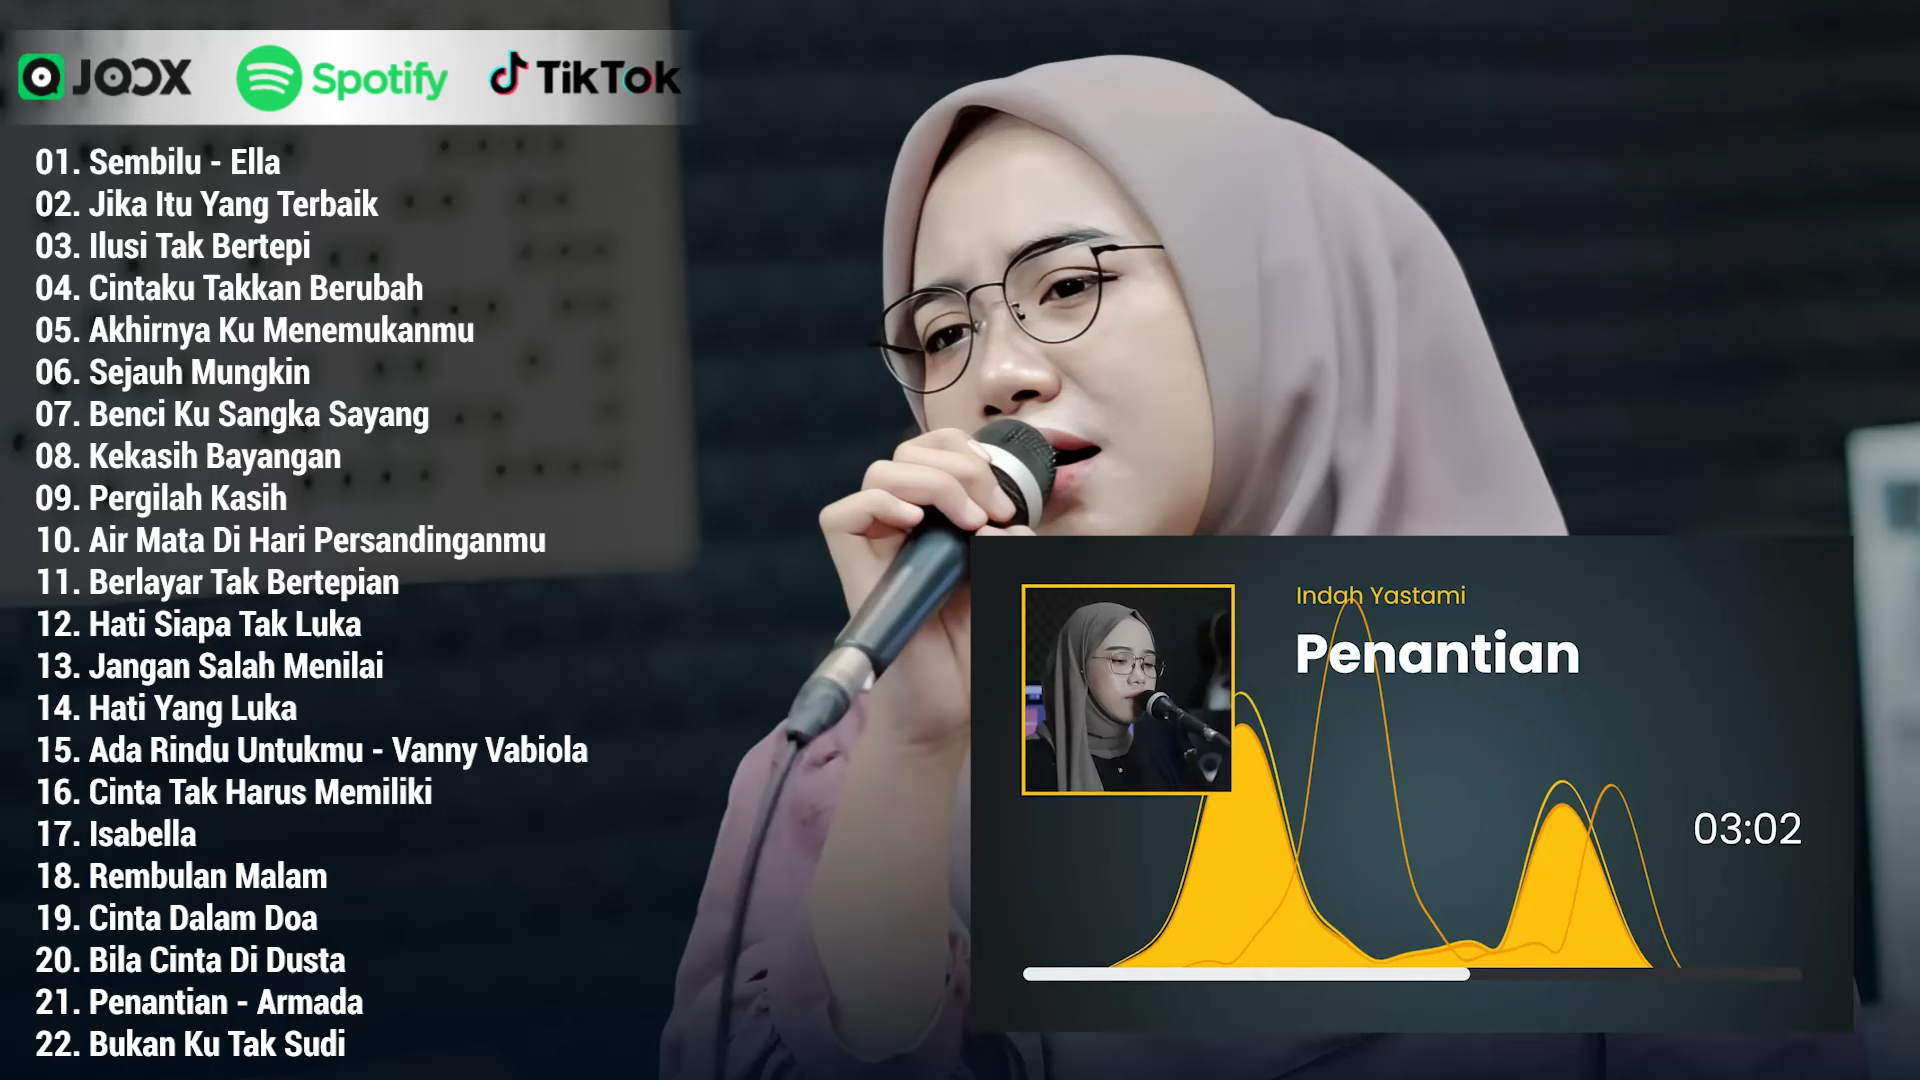 JOOX
Spotify
TikTok
01. Sembilu - Ella
02. Jika Itu Yang Terbaik
03. Ilusi Tak Bertepi
04. Cintaku Takkan Berubah
05. Akhirnya Ku Menemukanmu
06. Sejauh Mungkin
07. Benci Ku Sangka Sayang
08. Kekasih Bayangan
09. Pergilah Kasih
10. Air Mata Di Hari Persandinganmu
11. Berlayar Tak Bertepian
12. Hati Siapa Tak Luka
13. Jangan Salah Menilai
14. Hati Yang Luka
15. Ada Rindu Untukmu - Vanny Vabiola
16. Cinta Tak Harus Memiliki
17. Isabella
18. Rembulan Malam
19. Cinta Dalam Doa
20. Bila Cinta Di Dusta
21. Penantian - Armada
22. Bukan Ku Tak Sudi
Indah Yastami
Penantian
03:02